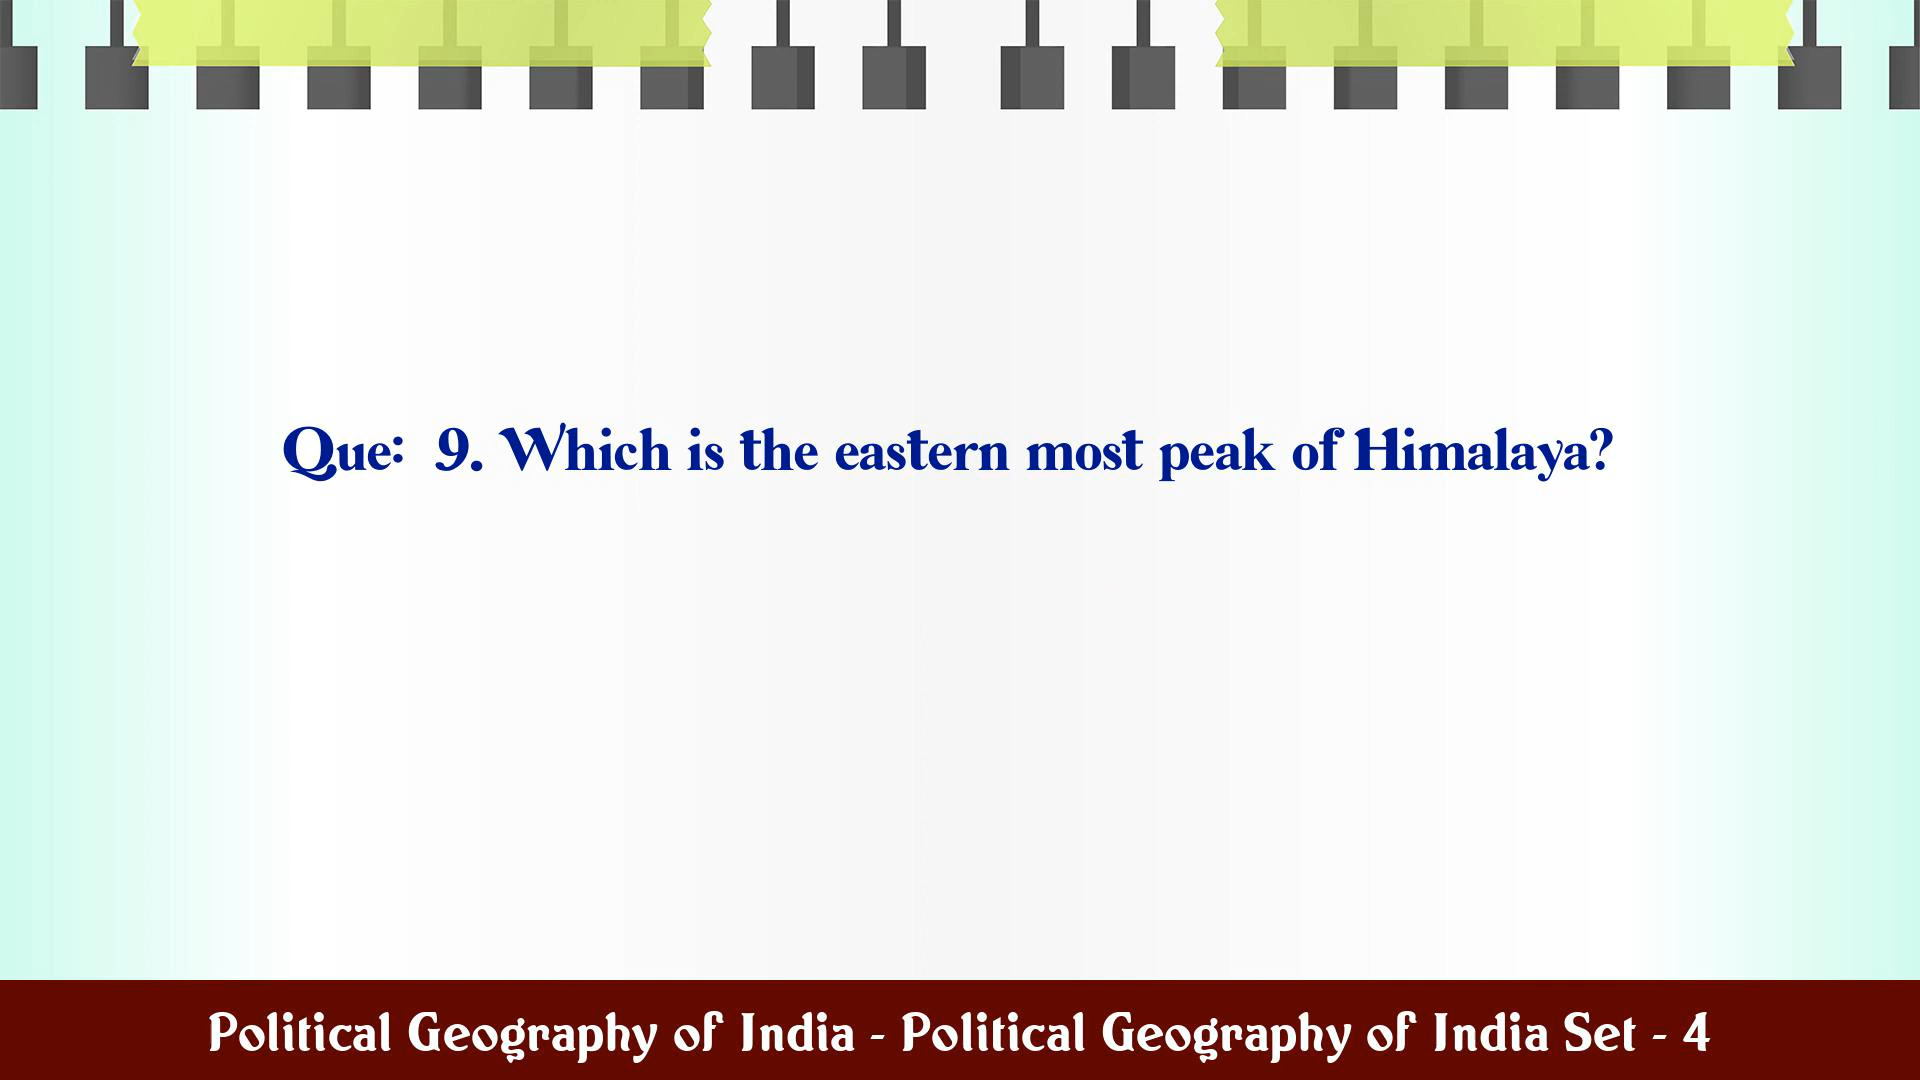 Que:  9. Which is the eastern most peak of Himalaya?
Political Geography of India - Political Geography of India Set - 4